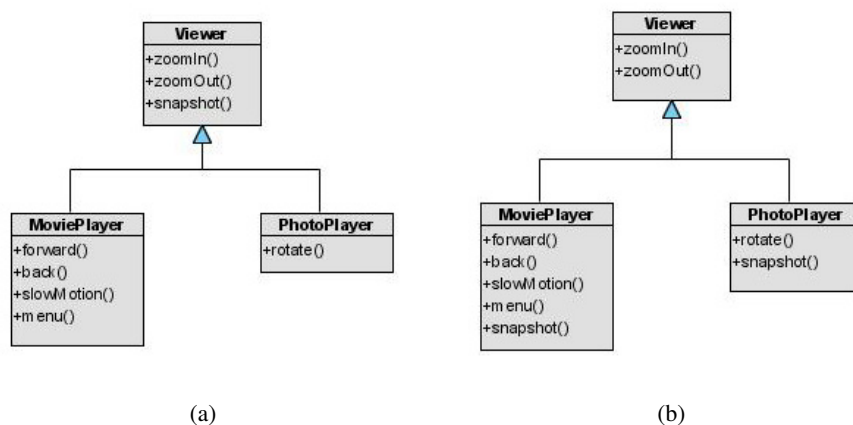 Viewer
+zoomIn()
+zoomOut()
+snapshot()
MoviePlayer
+forward()
+back()
+slowMotion()
+menu()
PhotoPlayer
+rotate()
(a)
Viewer
+zoomIn()
+zoomOut()
MoviePlayer
+forward()
+back()
+slowMotion()
+menu()
+snapshot()
PhotoPlayer
+rotate()
+snapshot()
(b)